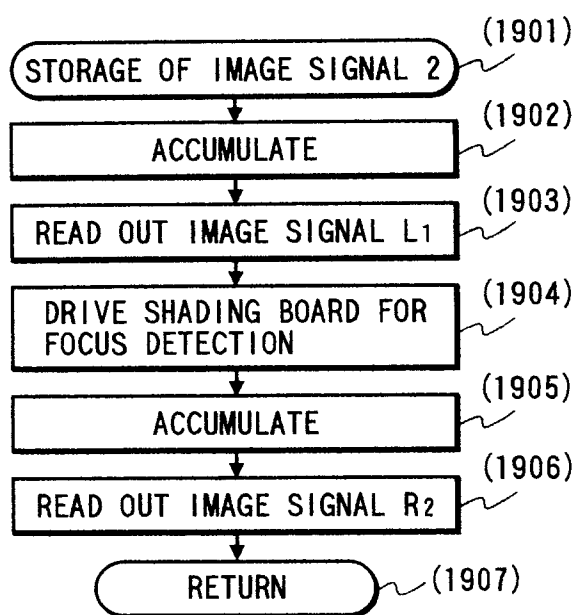 (1901)
STORAGE OF IMAGE SIGNAL 2
(1902)
ACCUMULATE
(1903)
READ OUT IMAGE SIGNAL L1
(1904)
DRIVE SHADING BOARD FOR
FOCUS DETECTION
(1905)
ACCUMULATE
(1906)
READ OUT IMAGE SIGNAL R2
RETURN (1907)